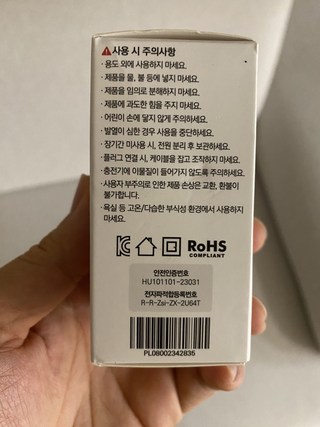 ⚠사용 시 주의사항
· 용도 외에 사용하지 마세요.
· 제품을 물, 불 등에 넣지 마세요.
· 제품을 임의로 분해하지 마세요.
· 제품에 과도한 힘을 주지 마세요.
· 어린이 손에 닿지 않게 주의하세요.
· 발열이 심한 경우 사용을 중단하세요.
· 장기간 미사용 시, 전원 분리 후 보관하세요.
· 플러그 연결 시, 케이블을 잡고 조작하지 마세요.
· 충전기에 이물질이 들어가지 않도록 주의하세요.
· 사용자 부주의로 인한 제품 손상은 교환, 환불이
불가합니다.
· 욕실 등 고온/다습한 부식성 환경에서 사용하지
마세요.
RoHS
COMPLIANT
안전인증번호
HU101101-23031
전자파적합등록번호
R-R-Zsi-ZX-2U64T
PL08002342835